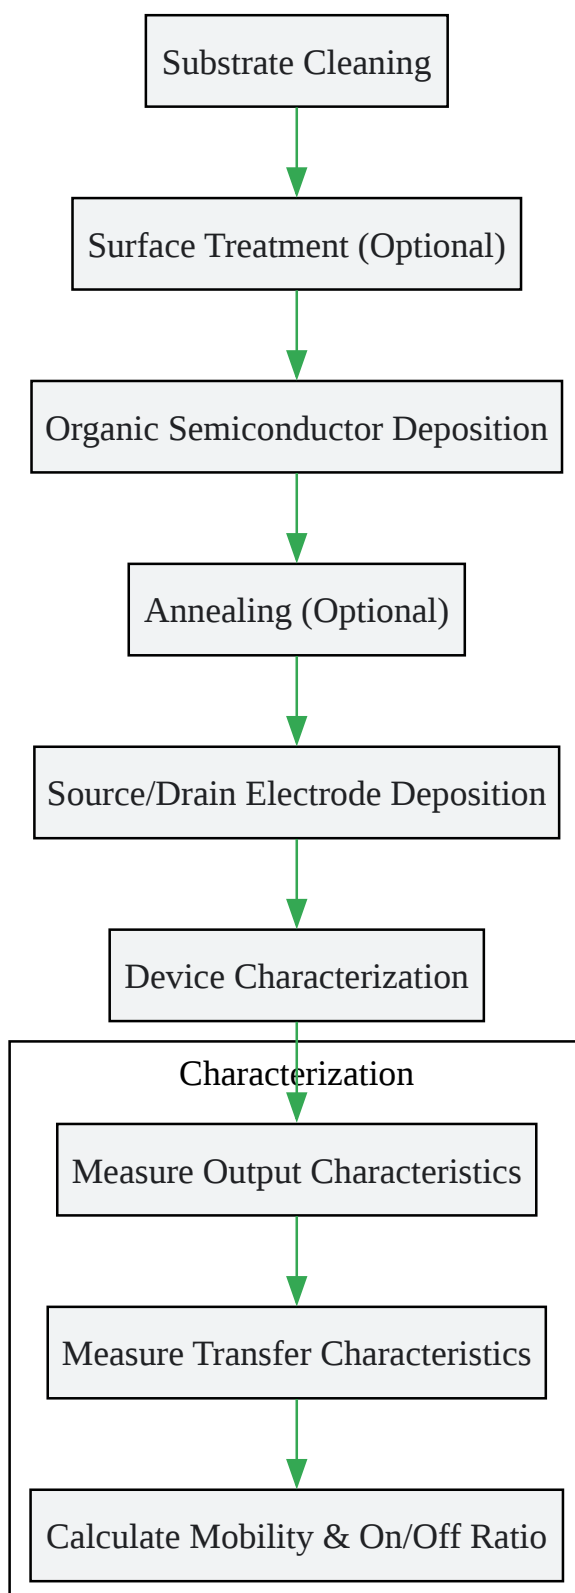 Substrate Cleaning
Surface Treatment (Optional)
Organic Semiconductor Deposition
Annealing (Optional)
Source/Drain Electrode Deposition
Device Characterization
Characterization
Measure Output Characteristics
Measure Transfer Characteristics
Calculate Mobility & On/Off Ratio